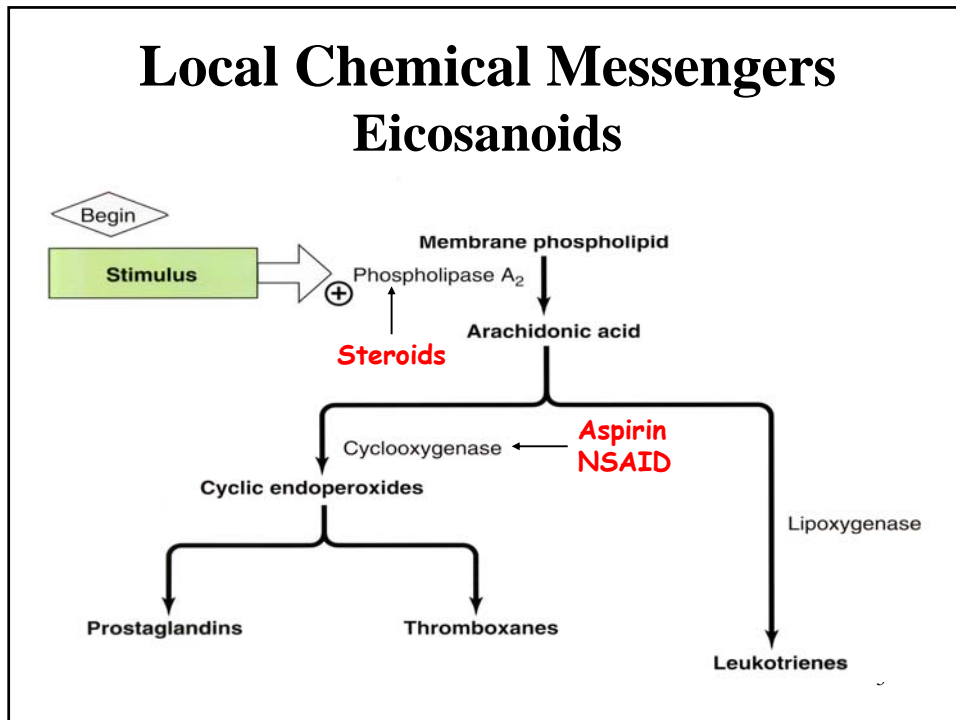 Local Chemical Messengers
Eicosanoids
Begin
Stimulus
+
Membrane phospholipid
Phospholipase A₂
Steroids
Arachidonic acid
Cyclooxygenase
Aspirin
NSAID
Cyclic endoperoxides
Lipoxygenase
Prostaglandins
Thromboxanes
Leukotrienes